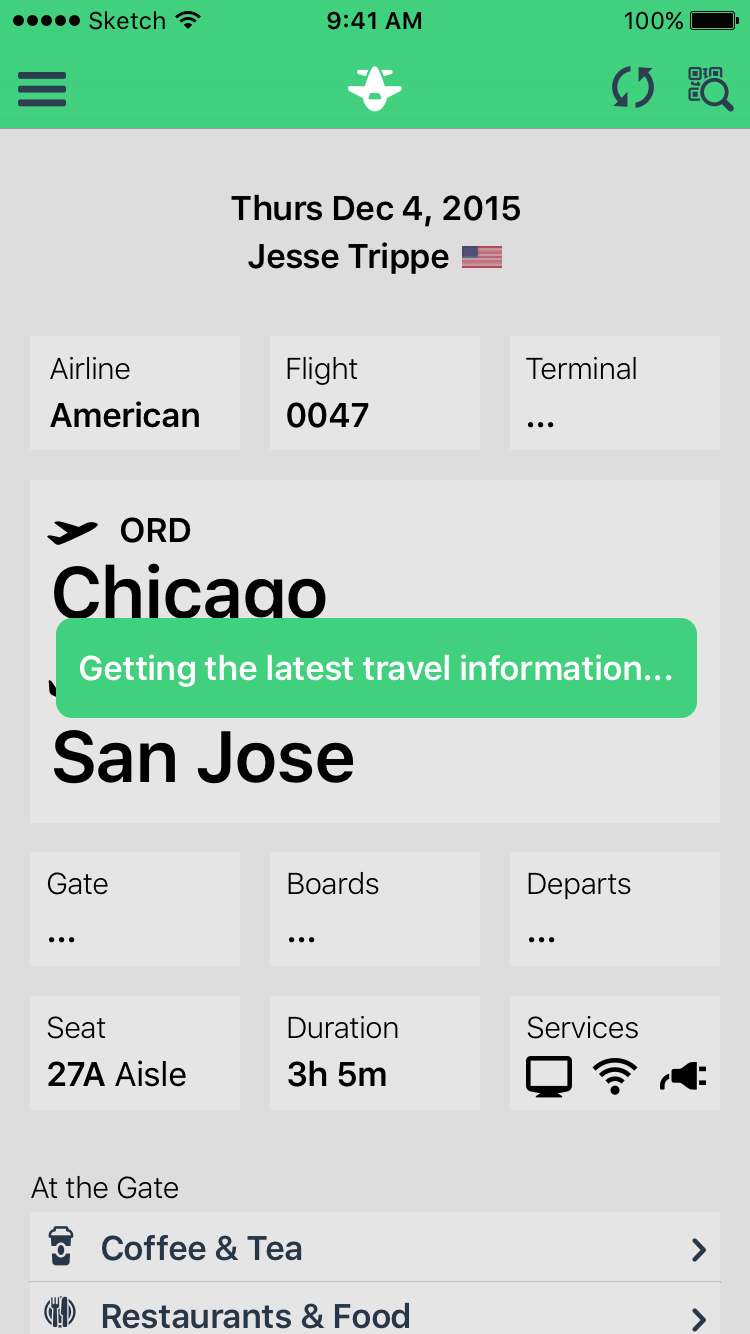 Sketch 9:41 AM 100%
Thurs Dec 4, 2015
Jesse Trippe
Airline Flight Terminal
American 0047 ...
ORD
Chicago
Getting the latest travel information...
San Jose
Gate Boards Departs
... ... ...
Seat Duration Services
27A Aisle 3h 5m
At the Gate
Coffee & Tea
Restaurants & Food